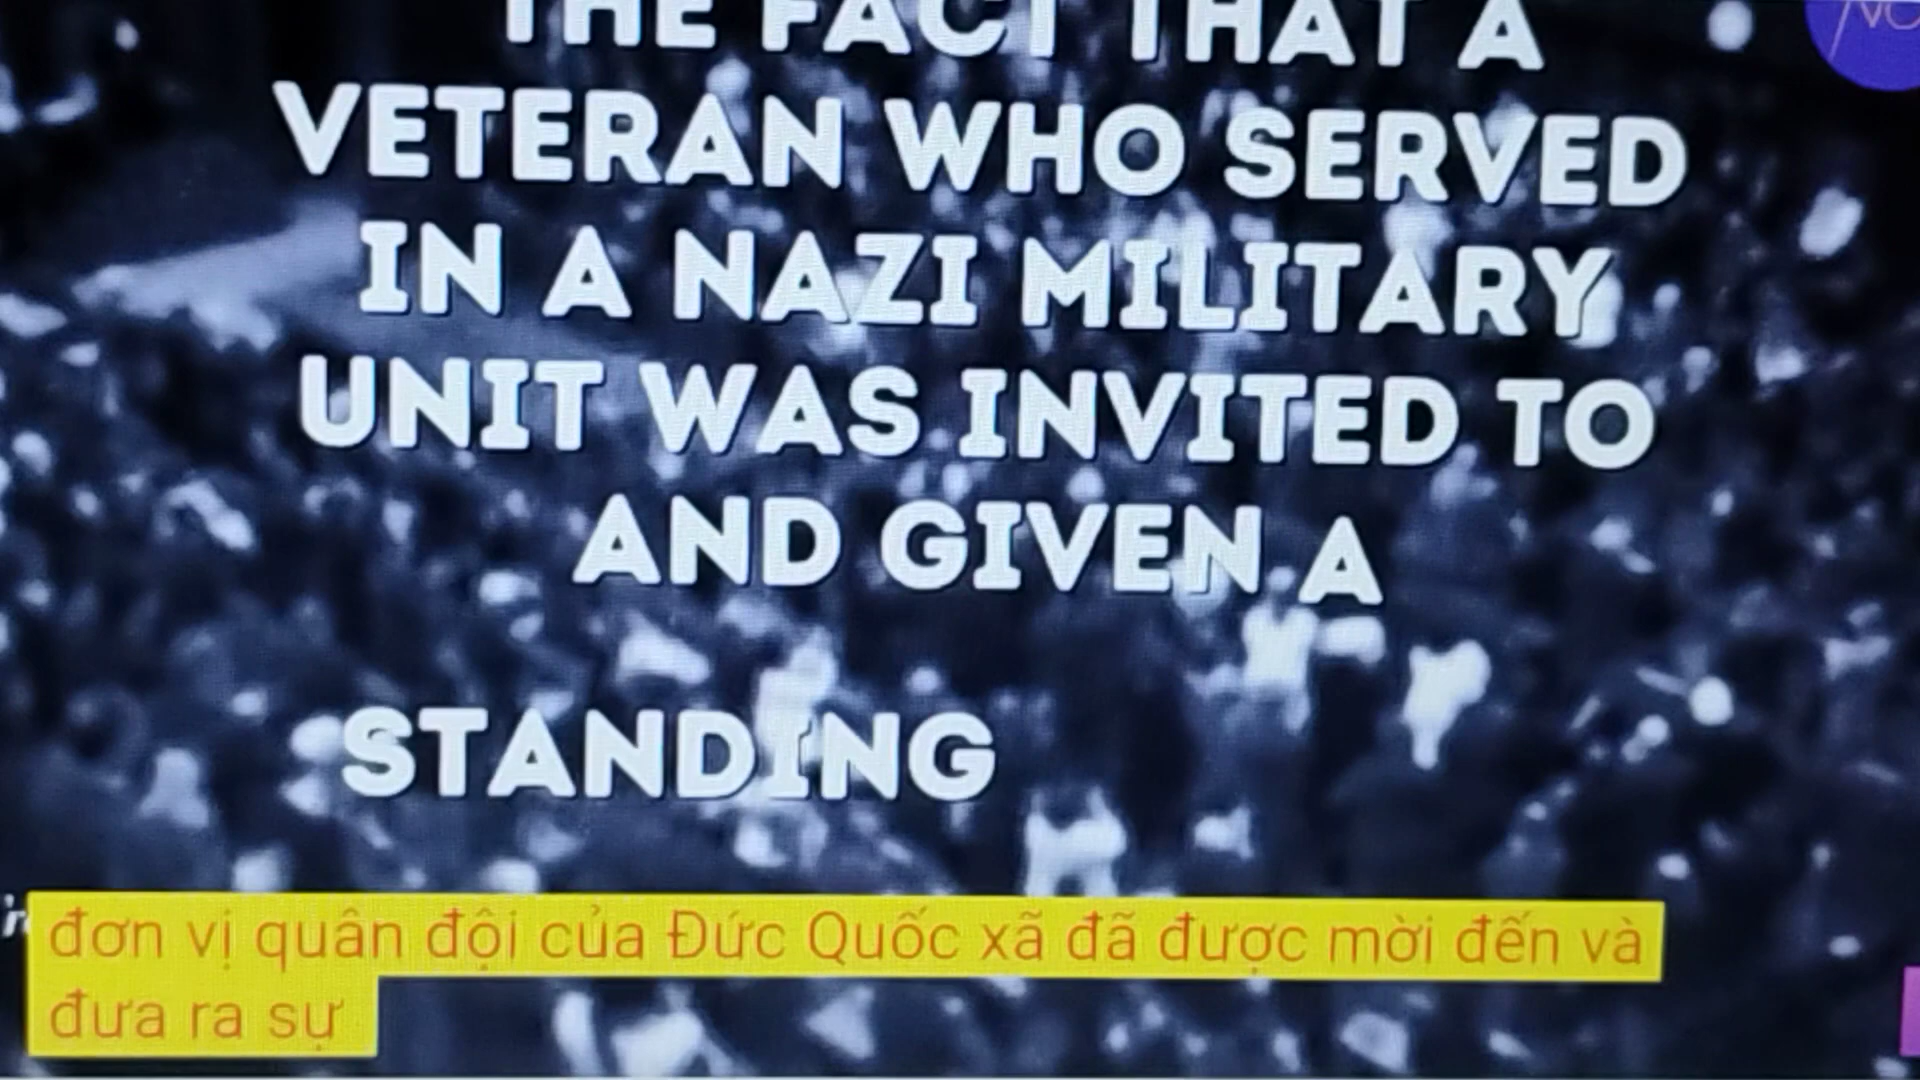 THE FACT THAT A
VETERAN WHO SERVED
IN A NAZI MILITARY
UNIT WAS INVITED TO
AND GIVEN A
STANDING
đơn vị quân đội của Đức Quốc xã đã được mời đến và
đưa ra sự